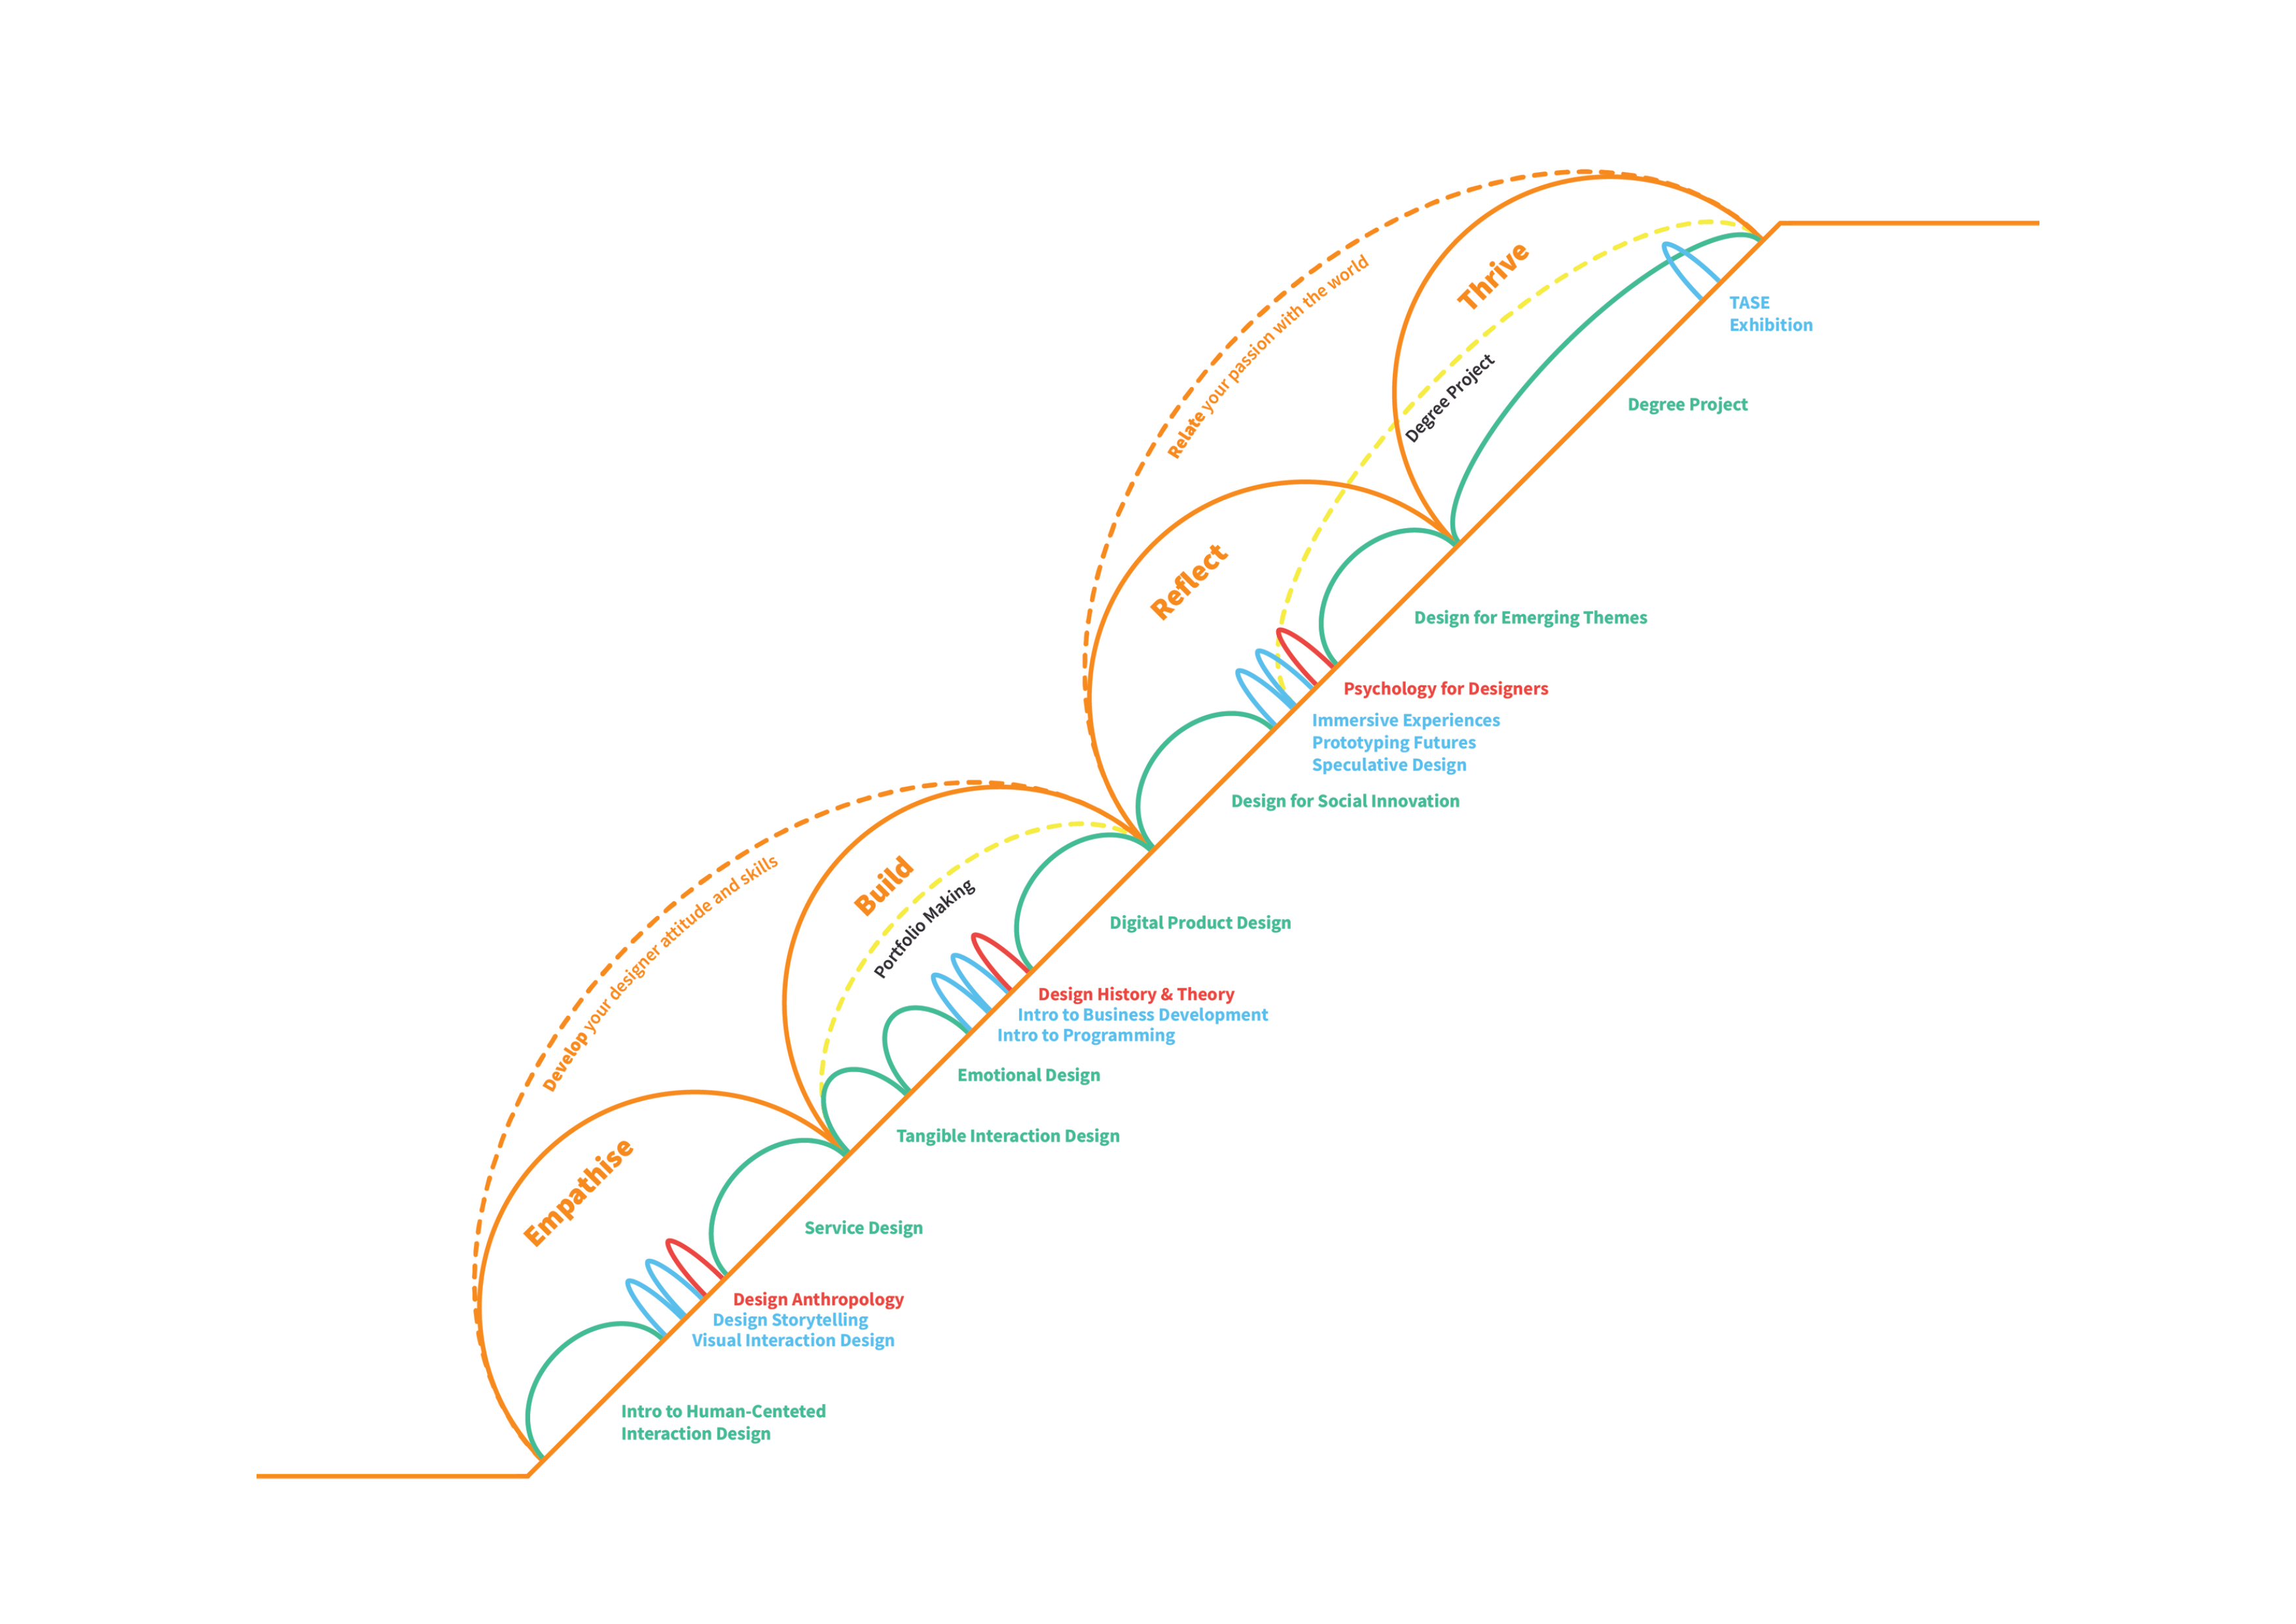 Thrive
Relate your passion with the world
TASE
Exhibition
Degree Project
Degree Project
Reflect
Design for Emerging Themes
Psychology for Designers
Immersive Experiences
Prototyping Futures
Speculative Design
Design for Social Innovation
Build
Develop your designer attitude and skills
Portfolio Making
Digital Product Design
Design History & Theory
Intro to Business Development
Intro to Programming
Emotional Design
Tangible Interaction Design
Empathise
Service Design
Design Anthropology
Design Storytelling
Visual Interaction Design
Intro to Human-Centeted
Interaction Design